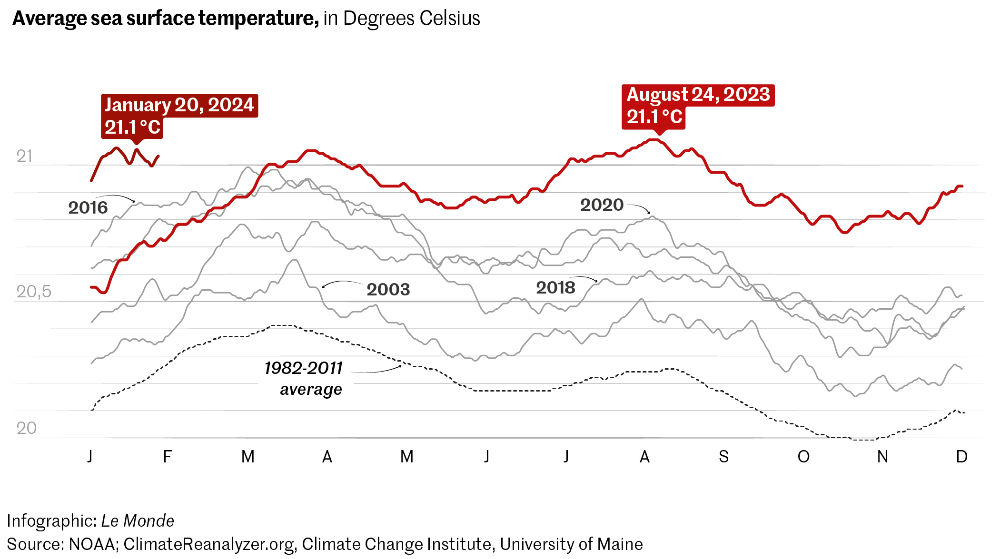 Average sea surface temperature, in Degrees Celsius
January 20, 2024
21.1 °C
August 24, 2023
21.1 °C
21
2016
2020
20,5
2003
2018
1982-2011
average
20
J F M A M J J A S O N D
Infographic: Le Monde
Source: NOAA; ClimateReanalyzer.org, Climate Change Institute, University of Maine